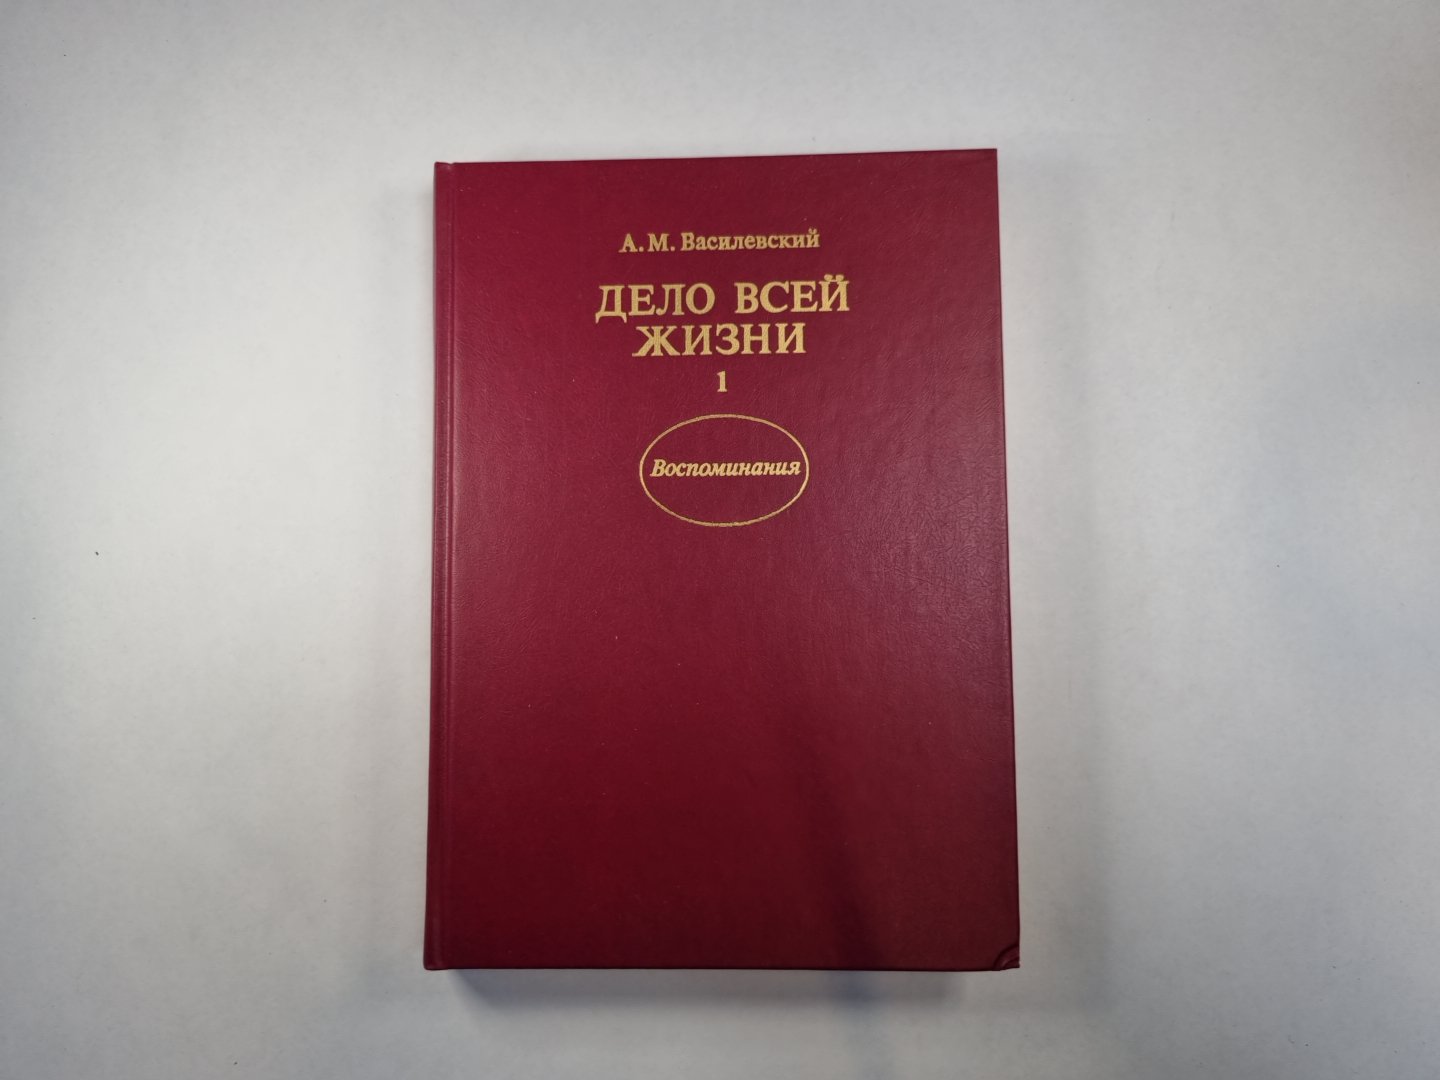 А. М. Василевский
ДЕЛО ВСЕЙ
ЖИЗНИ
1
Воспоминания